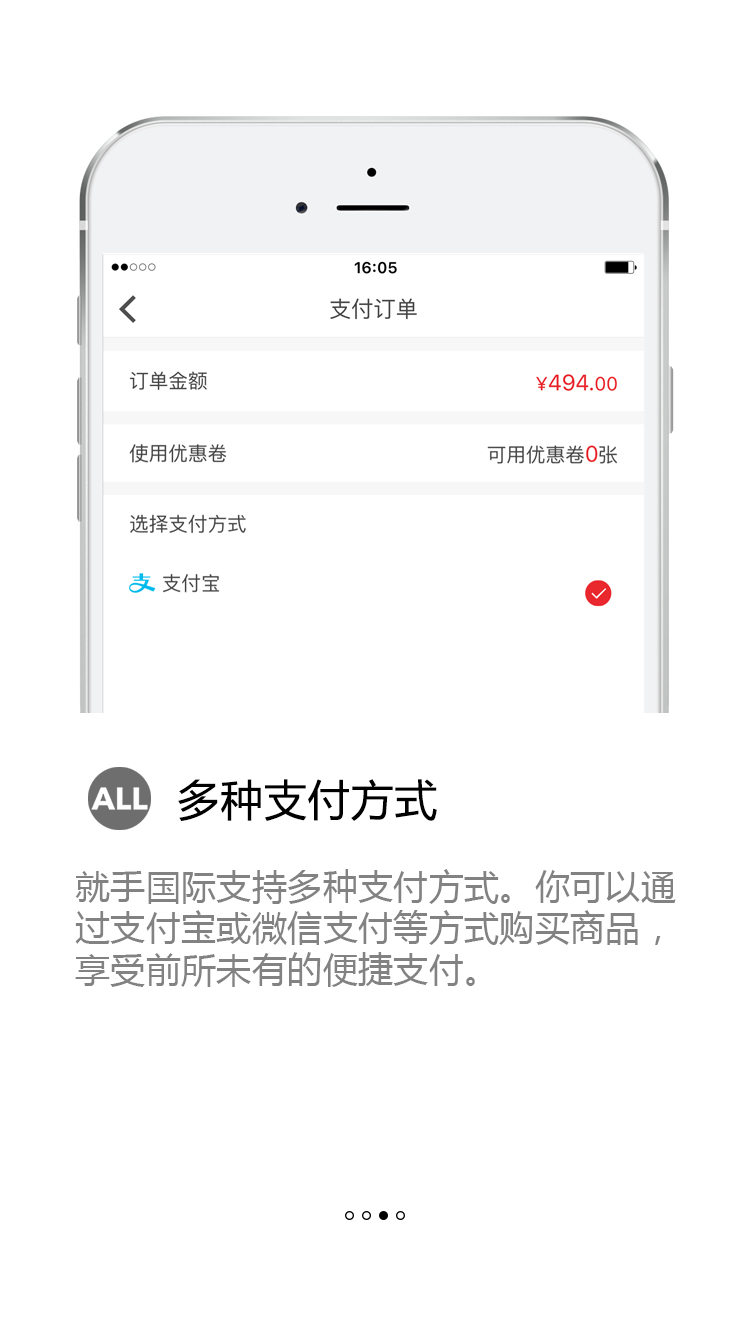 16:05
支付订单
订单金额 ¥494.00
使用优惠卷 可用优惠卷0张
选择支付方式
支 支付宝
ALL 多种支付方式
就手国际支持多种支付方式。你可以通
过支付宝或微信支付等方式购买商品，
享受前所未有的便捷支付。